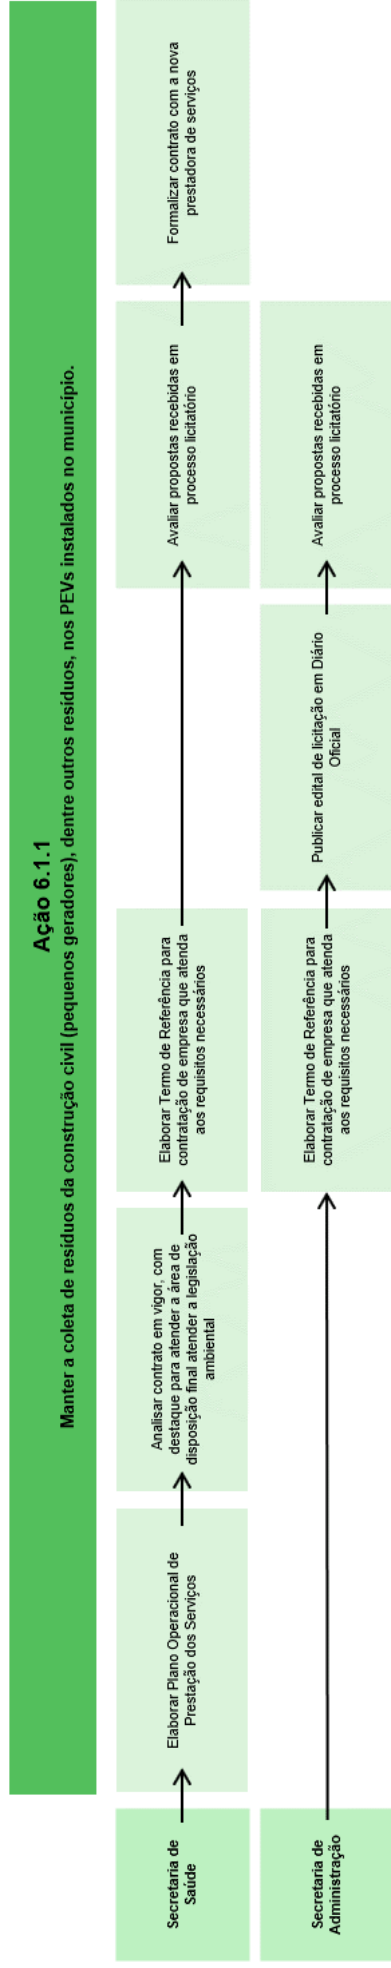 Ação 6.1.1
Manter a coleta de resíduos da construção civil (pequenos geradores), dentre outros resíduos, nos PEVs instalados no município.
Secretaria de
Saúde
Elaborar Plano Operacional de
Prestação dos Serviços
Analisar contrato em vigor, com
destaque para atender a área de
disposição final atender a legislação
ambiental
Elaborar Termo de Referência para
contratação de empresa que atenda
aos requisitos necessários
Avaliar propostas recebidas em
processo licitatório
Formalizar contrato com a nova
prestadora de serviços
Secretaria de
Administração
Elaborar Termo de Referência para
contratação de empresa que atenda
aos requisitos necessários
Publicar edital de licitação em Diário
Oficial
Avaliar propostas recebidas em
processo licitatório